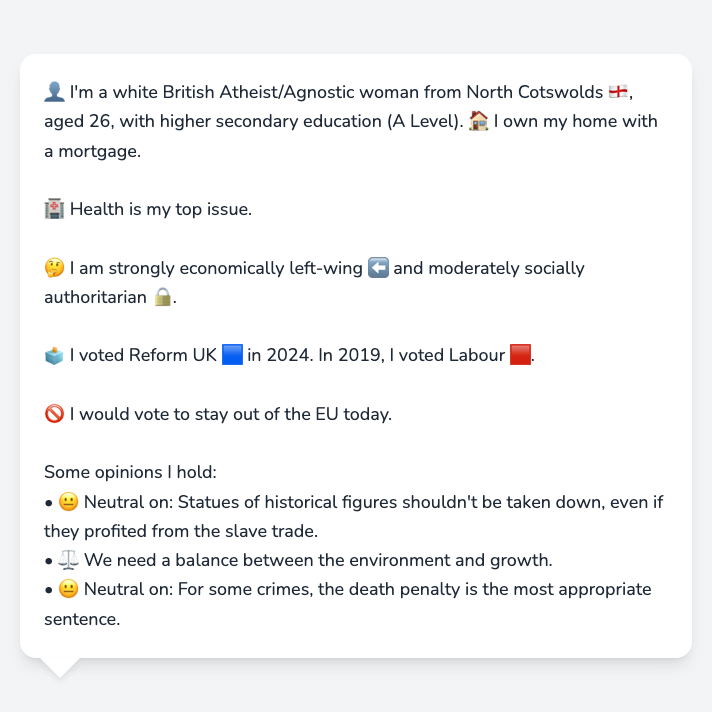 👤 I'm a white British Atheist/Agnostic woman from North Cotswolds 🏴󠁧󠁢󠁥󠁮󠁧󠁿,
aged 26, with higher secondary education (A Level). 🏠 I own my home with
a mortgage.
🏥 Health is my top issue.
🤔 I am strongly economically left-wing ⬅️ and moderately socially
authoritarian 🔒.
🗳️ I voted Reform UK 🟦 in 2024. In 2019, I voted Labour 🟥.
🚫 I would vote to stay out of the EU today.
Some opinions I hold:
• 😐 Neutral on: Statues of historical figures shouldn't be taken down, even if
they profited from the slave trade.
• ⚖️ We need a balance between the environment and growth.
• 😐 Neutral on: For some crimes, the death penalty is the most appropriate
sentence.